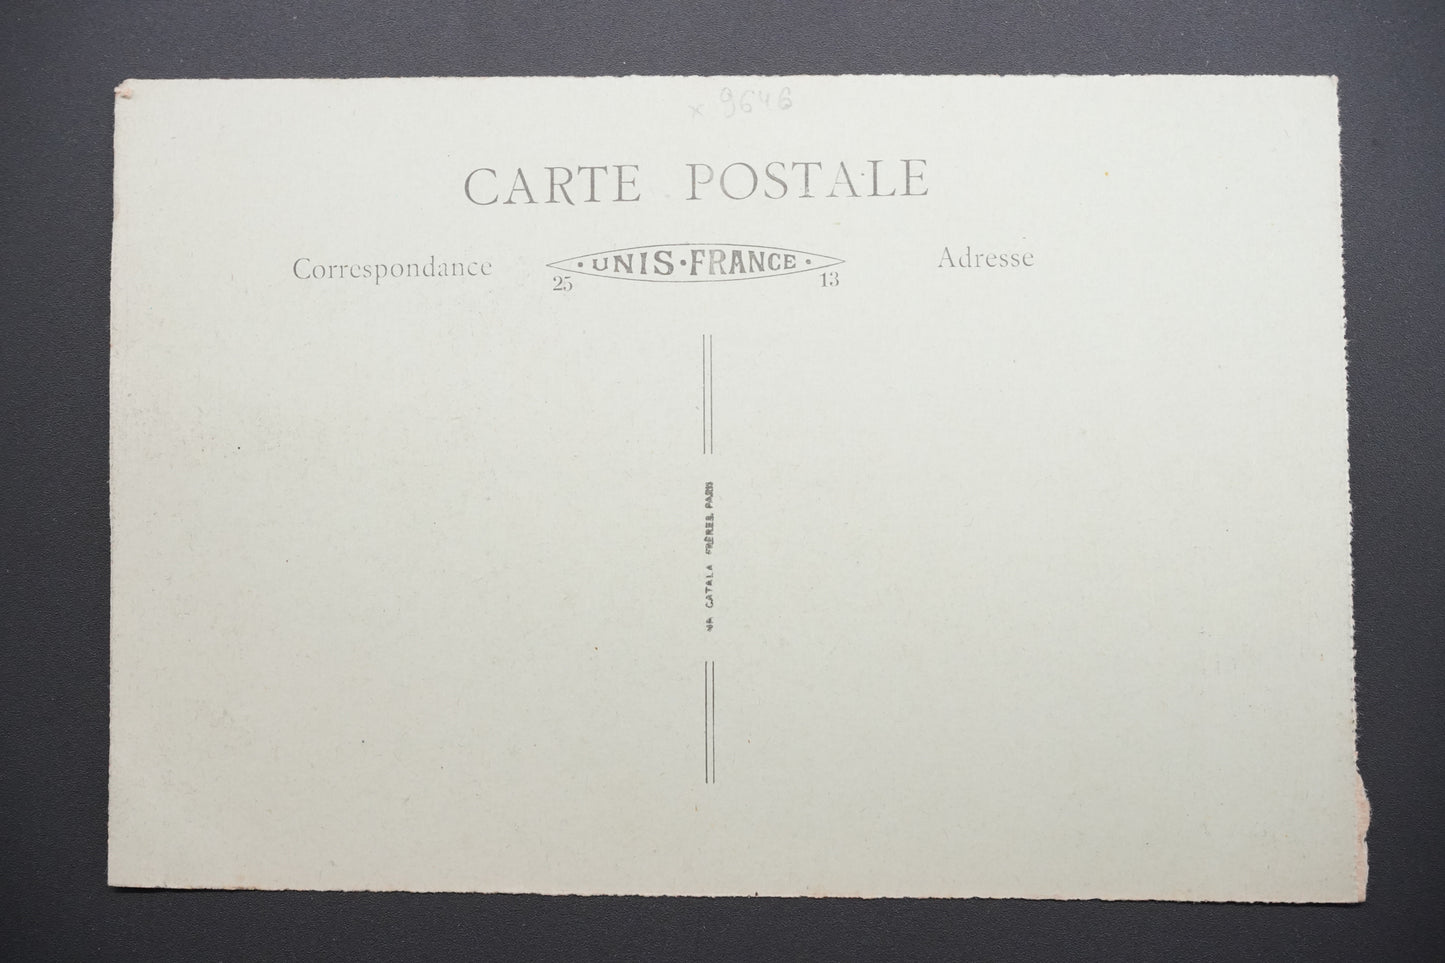 x 9646
CARTE POSTALE
Correspondance
· UNIS · FRANCE ·
25 13
Adresse
CATALA FRÈRES. PARIS